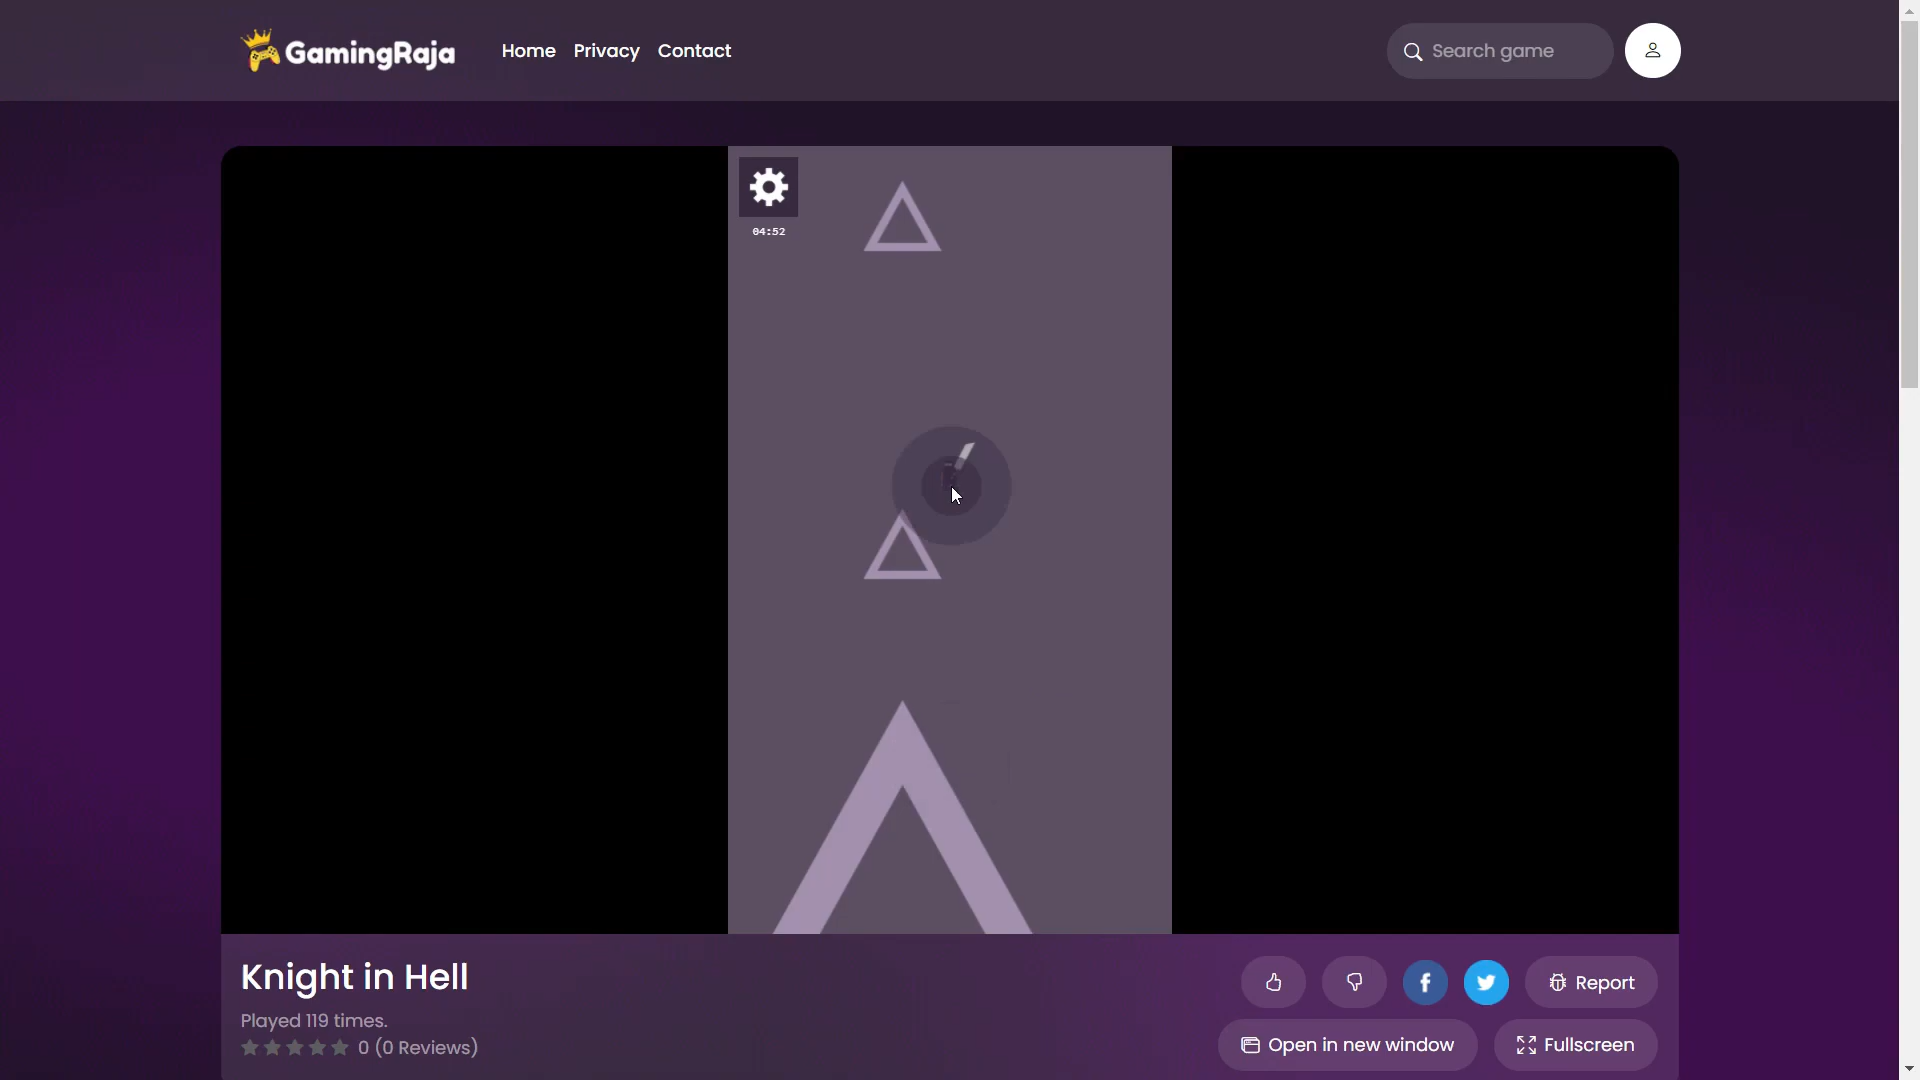 GamingRaja
Home Privacy Contact
Search game
04:52
Knight in Hell
Played 119 times.
0 (0 Reviews)
Report
Open in new window
Fullscreen